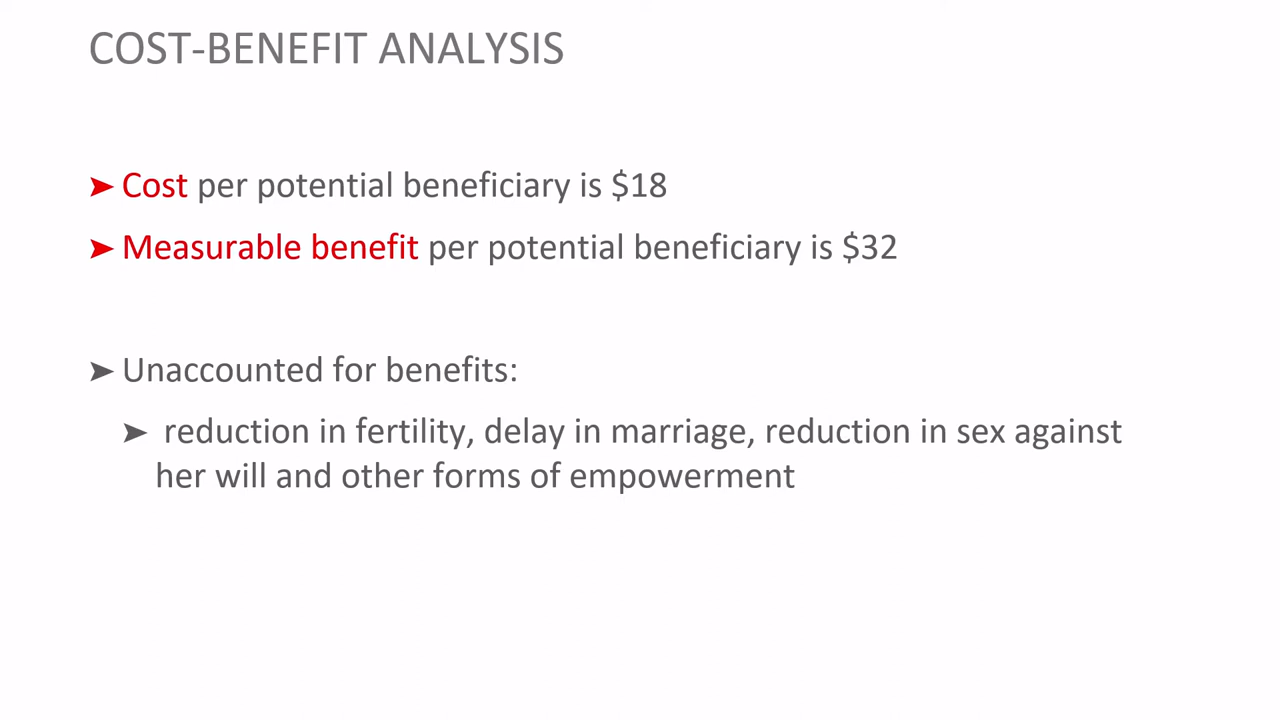 COST-BENEFIT ANALYSIS
➤ Cost per potential beneficiary is $18
➤ Measurable benefit per potential beneficiary is $32
➤ Unaccounted for benefits:
➤ reduction in fertility, delay in marriage, reduction in sex against
her will and other forms of empowerment